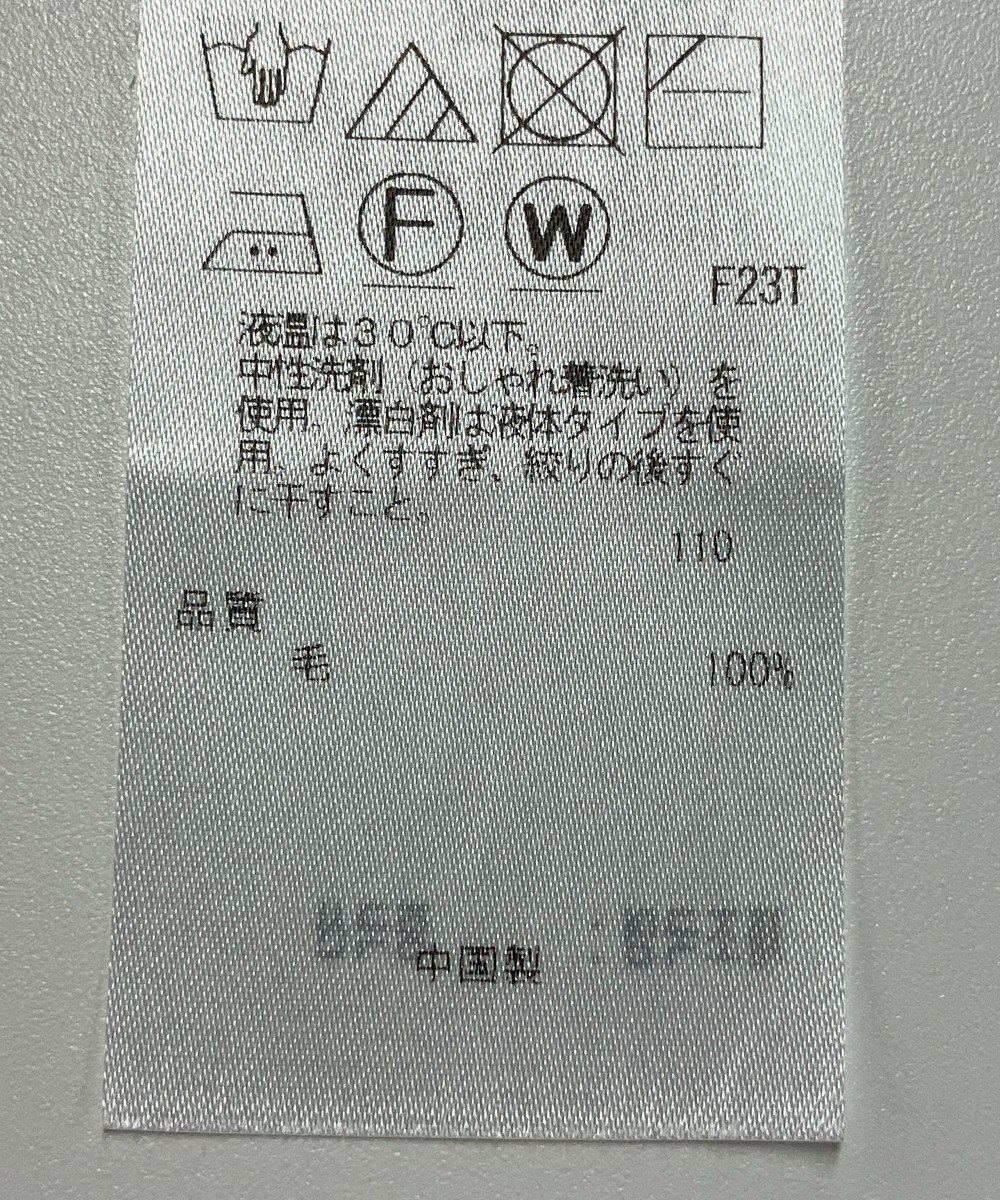 F W
F23T
液温は30℃以下。
中性洗剤(おしゃれ着洗い)を
使用。漂白剤は液体タイプを使
用。よくすすぎ、絞りの後すぐ
に干すこと。
110
品質
毛 100%
中国製